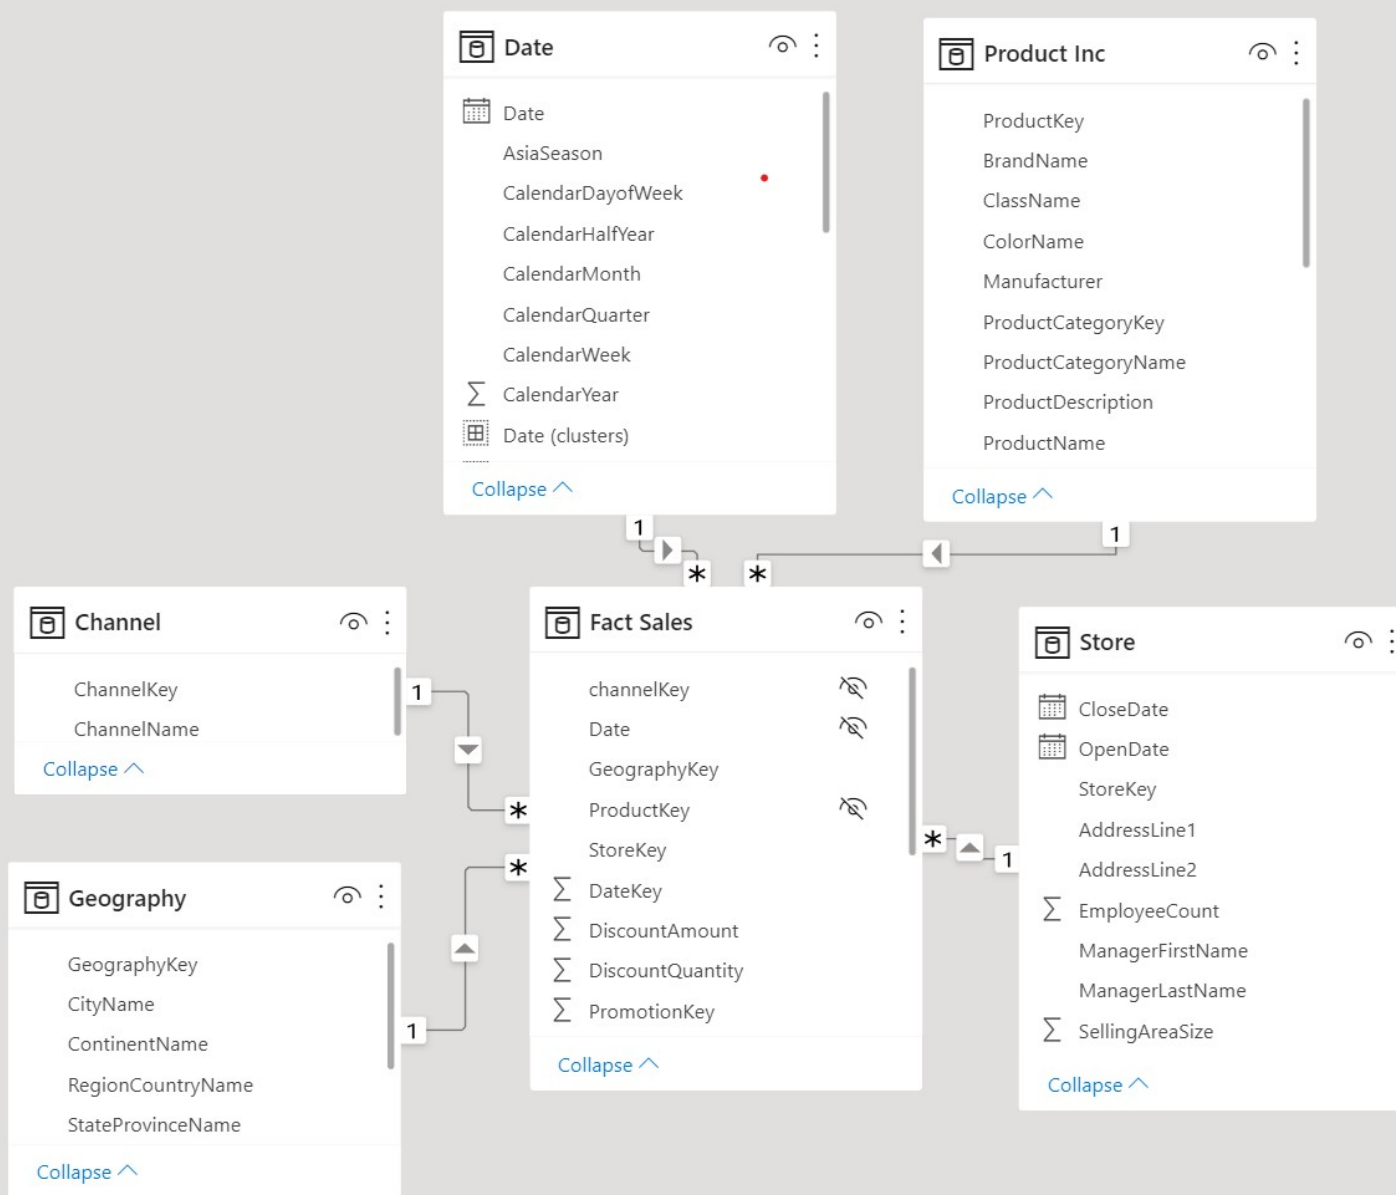 Date
Date
AsiaSeason
CalendarDayofWeek
CalendarHalfYear
CalendarMonth
CalendarQuarter
CalendarWeek
CalendarYear
Date (clusters)
Collapse
1
*
Product Inc
ProductKey
BrandName
ClassName
ColorName
Manufacturer
ProductCategoryKey
ProductCategoryName
ProductDescription
ProductName
Collapse
1
*
Channel
ChannelKey
ChannelName
Collapse
1
*
Fact Sales
channelKey
Date
GeographyKey
ProductKey
StoreKey
DateKey
DiscountAmount
DiscountQuantity
PromotionKey
Collapse
Store
CloseDate
OpenDate
StoreKey
AddressLine1
AddressLine2
EmployeeCount
ManagerFirstName
ManagerLastName
SellingAreaSize
Collapse
*
1
Geography
GeographyKey
CityName
ContinentName
RegionCountryName
StateProvinceName
Collapse
*
1